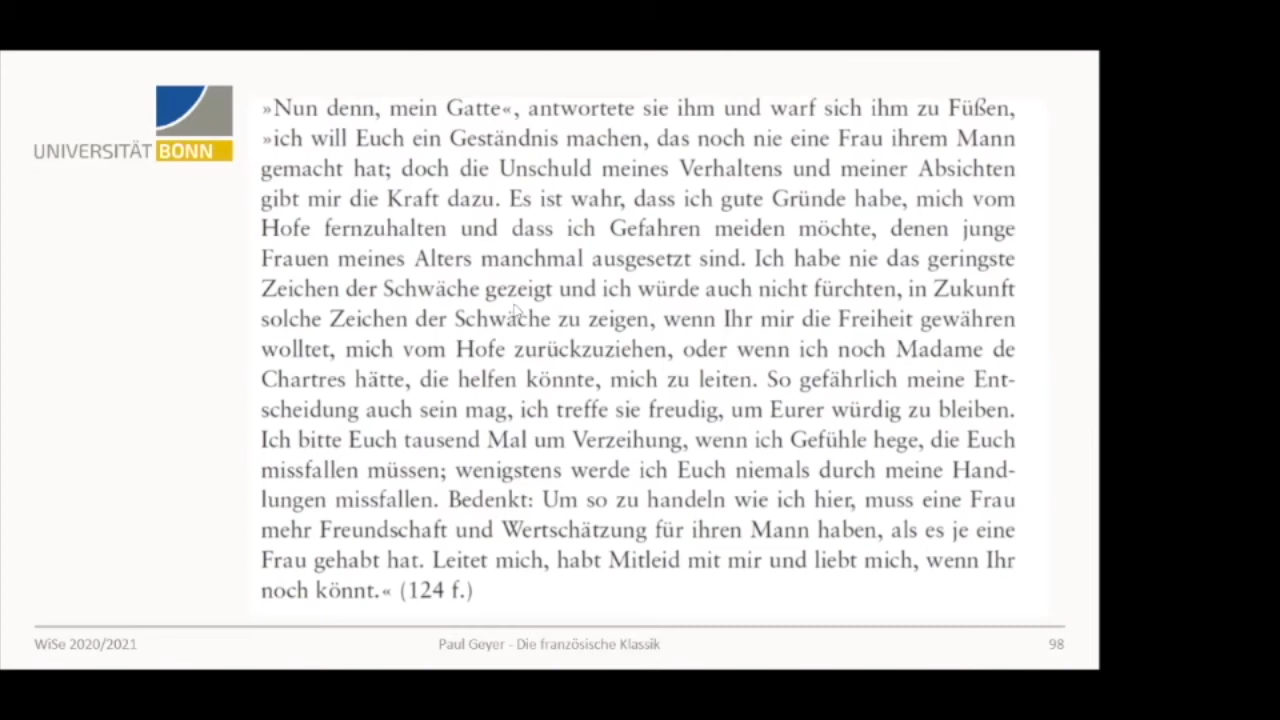 UNIVERSITÄT BONN
»Nun denn, mein Gatte«, antwortete sie ihm und warf sich ihm zu Füßen,
»ich will Euch ein Geständnis machen, das noch nie eine Frau ihrem Mann
gemacht hat; doch die Unschuld meines Verhaltens und meiner Absichten
gibt mir die Kraft dazu. Es ist wahr, dass ich gute Gründe habe, mich vom
Hofe fernzuhalten und dass ich Gefahren meiden möchte, denen junge
Frauen meines Alters manchmal ausgesetzt sind. Ich habe nie das geringste
Zeichen der Schwäche gezeigt und ich würde auch nicht fürchten, in Zukunft
solche Zeichen der Schwäche zu zeigen, wenn Ihr mir die Freiheit gewähren
wolltet, mich vom Hofe zurückzuziehen, oder wenn ich noch Madame de
Chartres hätte, die helfen könnte, mich zu leiten. So gefährlich meine Ent-
scheidung auch sein mag, ich treffe sie freudig, um Eurer würdig zu bleiben.
Ich bitte Euch tausend Mal um Verzeihung, wenn ich Gefühle hege, die Euch
missfallen müssen; wenigstens werde ich Euch niemals durch meine Hand-
lungen missfallen. Bedenkt: Um so zu handeln wie ich hier, muss eine Frau
mehr Freundschaft und Wertschätzung für ihren Mann haben, als es je eine
Frau gehabt hat. Leitet mich, habt Mitleid mit mir und liebt mich, wenn Ihr
noch könnt.« (124 f.)
WiSe 2020/2021 Paul Geyer - Die französische Klassik 98